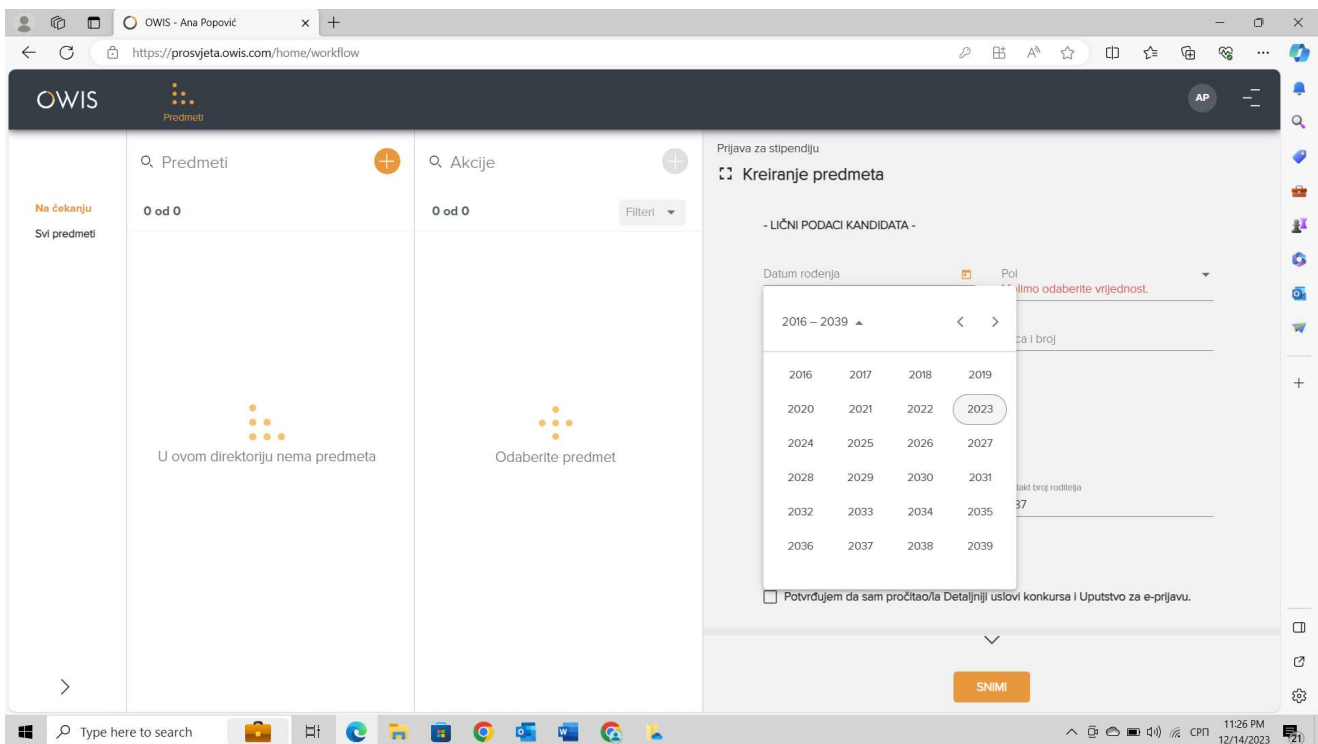 OWIS - Ana Popović
https://prosvjeta.owis.com/home/workflow
OWIS
Predmeti
AP
Na čekanju
Svi predmeti
Predmeti
0 od 0
U ovom direktoriju nema predmeta
Akcije
0 od 0 Filteri
Odaberite predmet
Prijava za stipendiju
Kreiranje predmeta
- LIČNI PODACI KANDIDATA -
Datum rođenja Pol
odaberite vrijednost.
2016 – 2039
i broj
2016 2017 2018 2019
2020 2021 2022 2023
2024 2025 2026 2027
2028 2029 2030 2031
broj roditelja
2032 2033 2034 2035
2036 2037 2038 2039
Potvrđujem da sam pročitao/la Detaljniji uslovi konkursa i Uputstvo za e-prijavu.
SNIMI
Type here to search
СРП
11:26 PM
12/14/2023
21